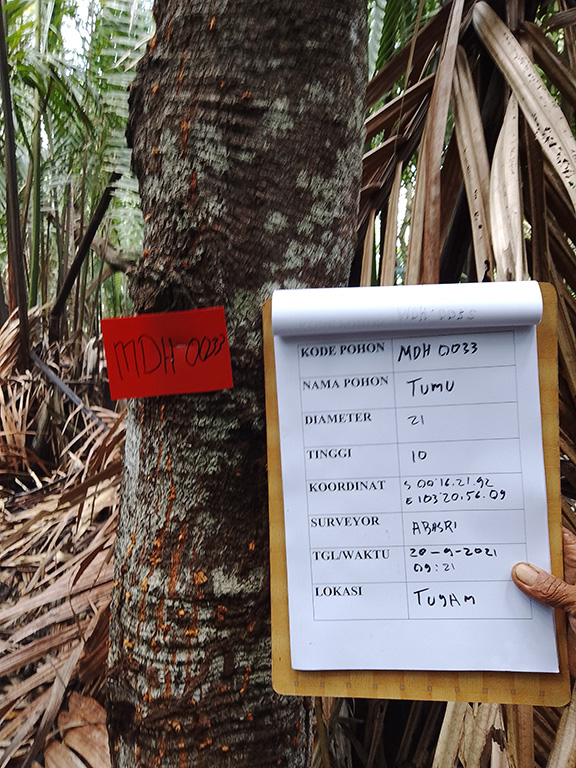 MDH 0033
KODE POHON MDH 0033
NAMA POHON TUMU
DIAMETER 21
TINGGI 10
KOORDINAT S 00°16.21.92
E 103°20.56.09
SURVEYOR ABASRI
TGL/WAKTU 20-9-2021
09:21
LOKASI TUgAM